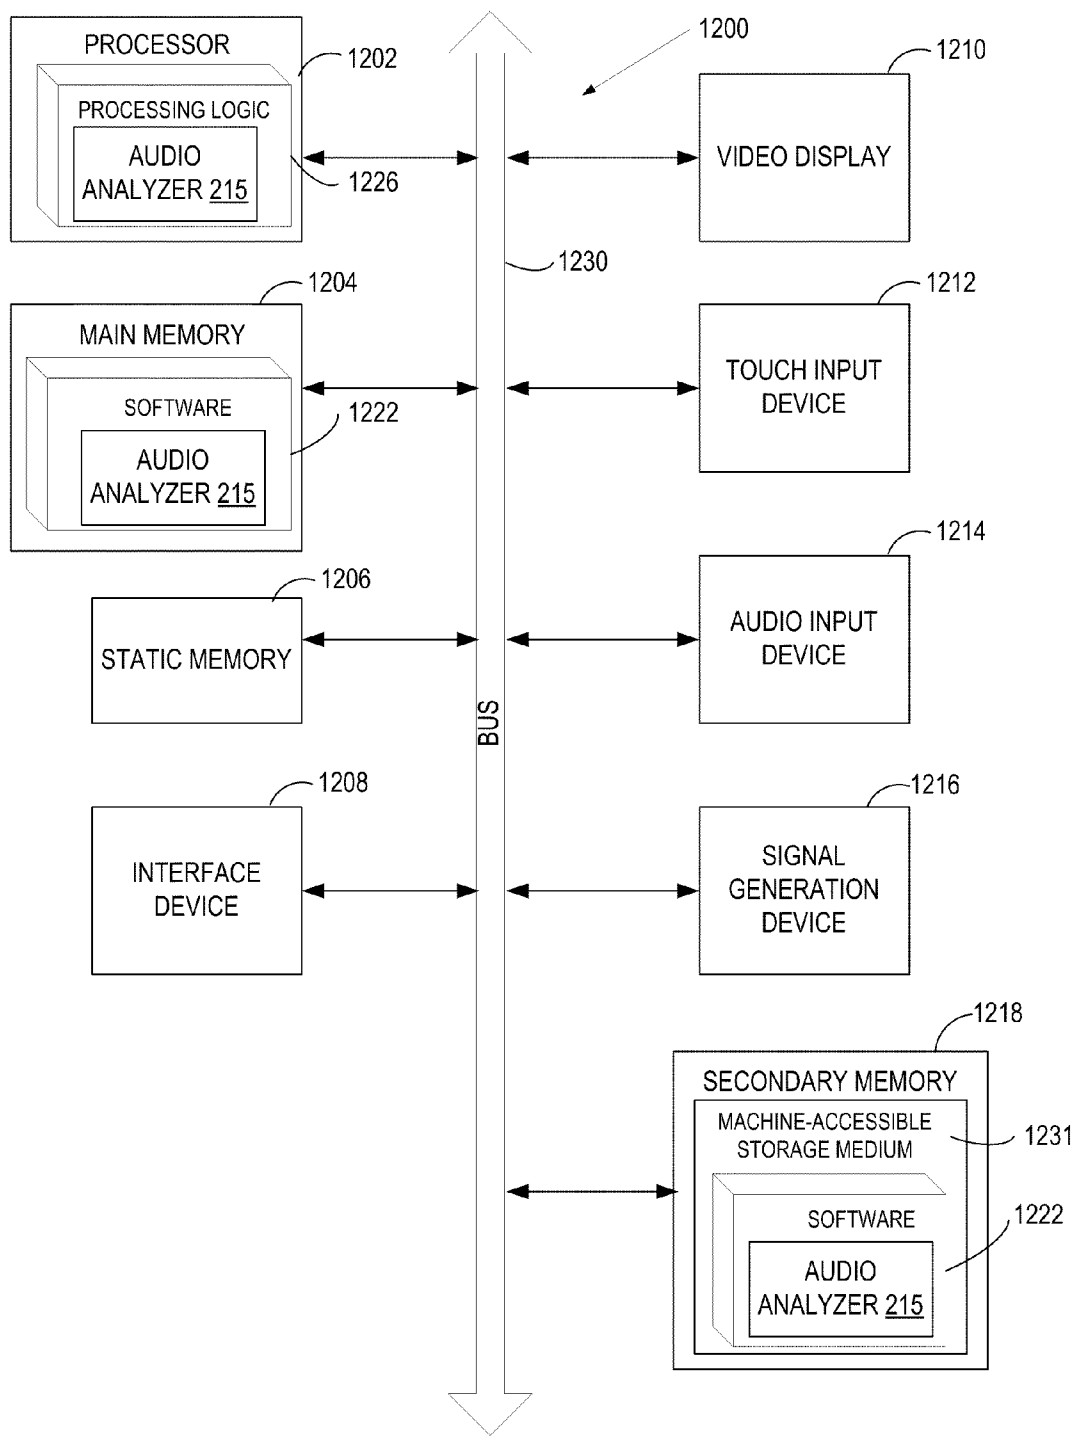 PROCESSOR
1202
PROCESSING LOGIC
AUDIO
ANALYZER 215
1226
1200
1210
VIDEO DISPLAY
1230
1204
MAIN MEMORY
SOFTWARE
1222
AUDIO
ANALYZER 215
1212
TOUCH INPUT
DEVICE
1206
STATIC MEMORY
1214
AUDIO INPUT
DEVICE
BUS
1208
INTERFACE
DEVICE
1216
SIGNAL
GENERATION
DEVICE
1218
SECONDARY MEMORY
MACHINE-ACCESSIBLE
STORAGE MEDIUM
1231
SOFTWARE
1222
AUDIO
ANALYZER 215